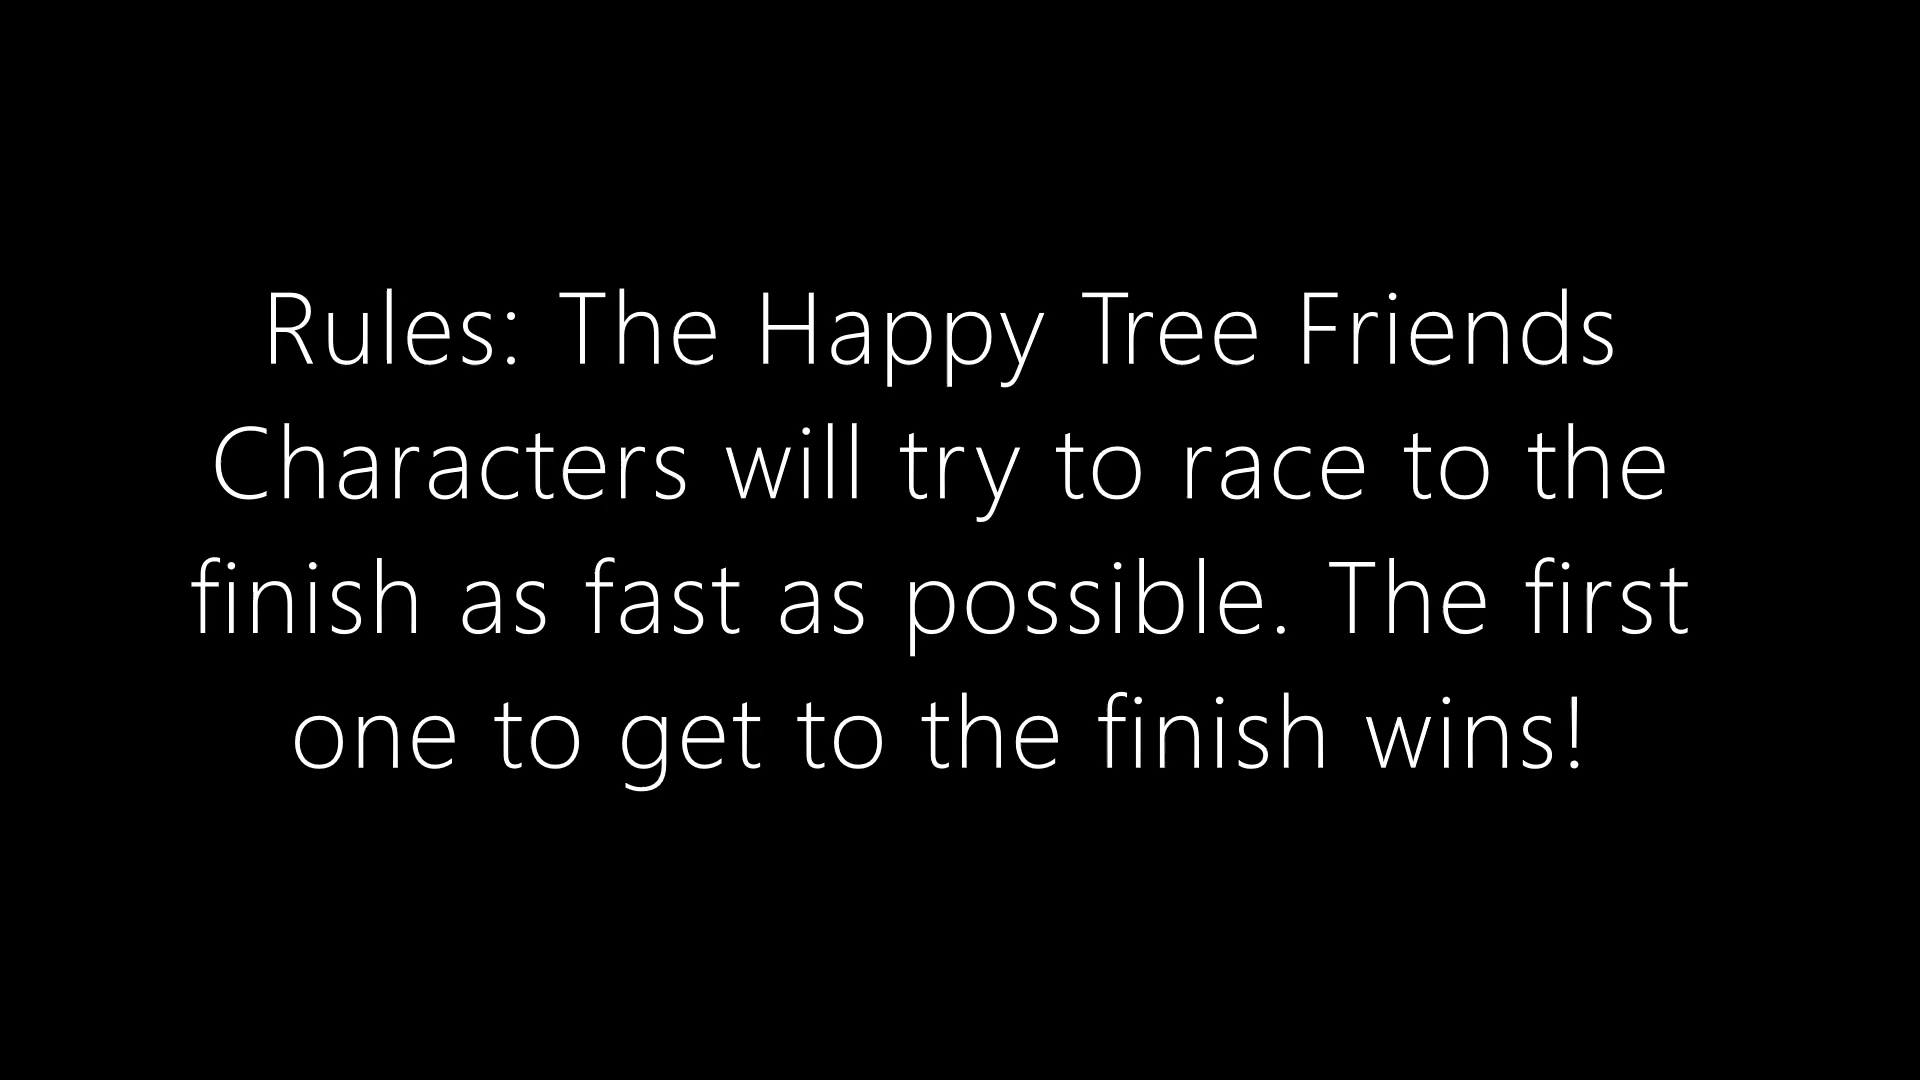 Rules: The Happy Tree Friends
Characters will try to race to the
finish as fast as possible. The first
one to get to the finish wins!